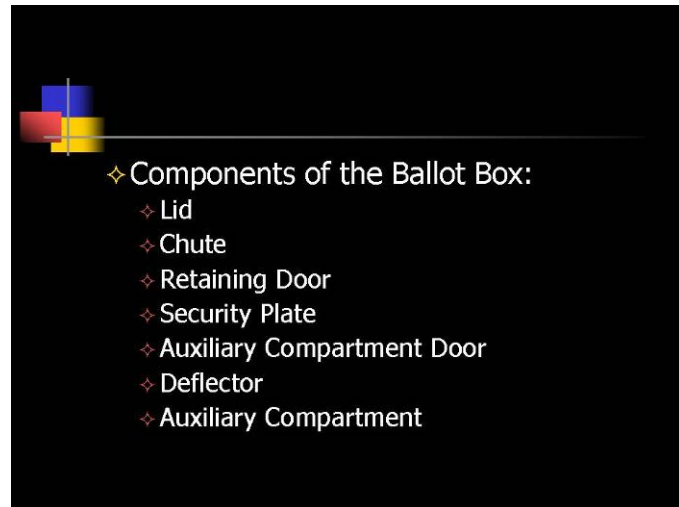 Components of the Ballot Box:
Lid
Chute
Retaining Door
Security Plate
Auxiliary Compartment Door
Deflector
Auxiliary Compartment